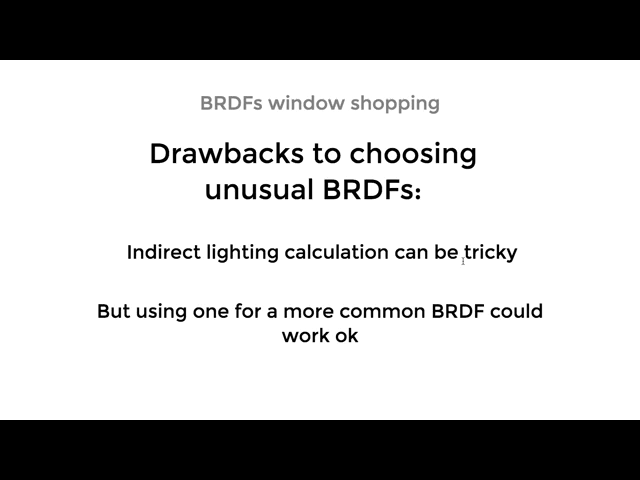 BRDFs window shopping
Drawbacks to choosing
unusual BRDFs:
Indirect lighting calculation can be tricky
But using one for a more common BRDF could
work ok